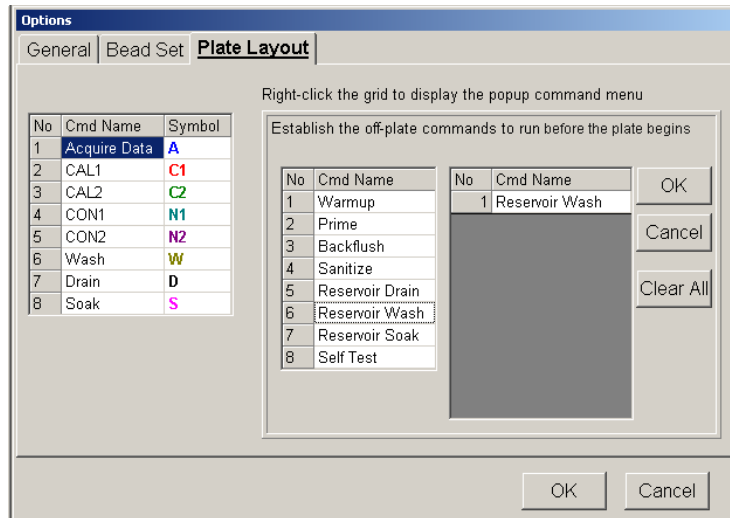 Options
General Bead Set Plate Layout
Right-click the grid to display the popup command menu
No Cmd Name Symbol
1 Acquire Data A
2 CAL1 C1
3 CAL2 C2
4 CON1 N1
5 CON2 N2
6 Wash W
7 Drain D
8 Soak S
Establish the off-plate commands to run before the plate begins
No Cmd Name
1 Warmup
2 Prime
3 Backflush
4 Sanitize
5 Reservoir Drain
6 Reservoir Wash
7 Reservoir Soak
8 Self Test
No Cmd Name
1 Reservoir Wash
OK
Cancel
Clear All
OK Cancel